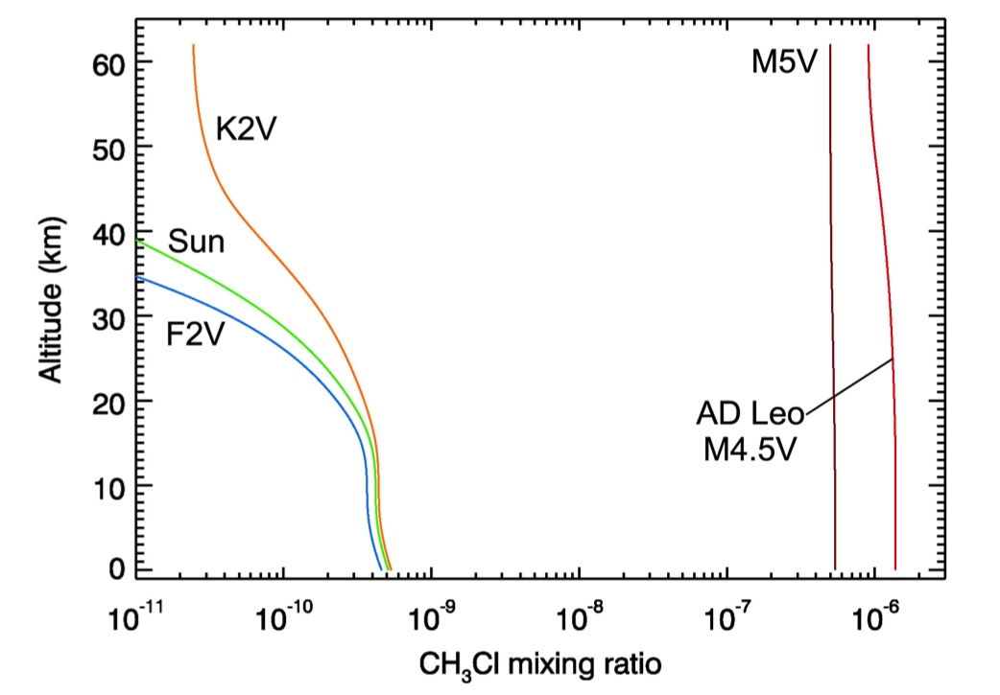 60
50
40
30
20
10
0
Altitude (km)
K2V
Sun
F2V
M5V
AD Leo
M4.5V
10⁻¹¹ 10⁻¹⁰ 10⁻⁹ 10⁻⁸ 10⁻⁷ 10⁻⁶
CH₃Cl mixing ratio